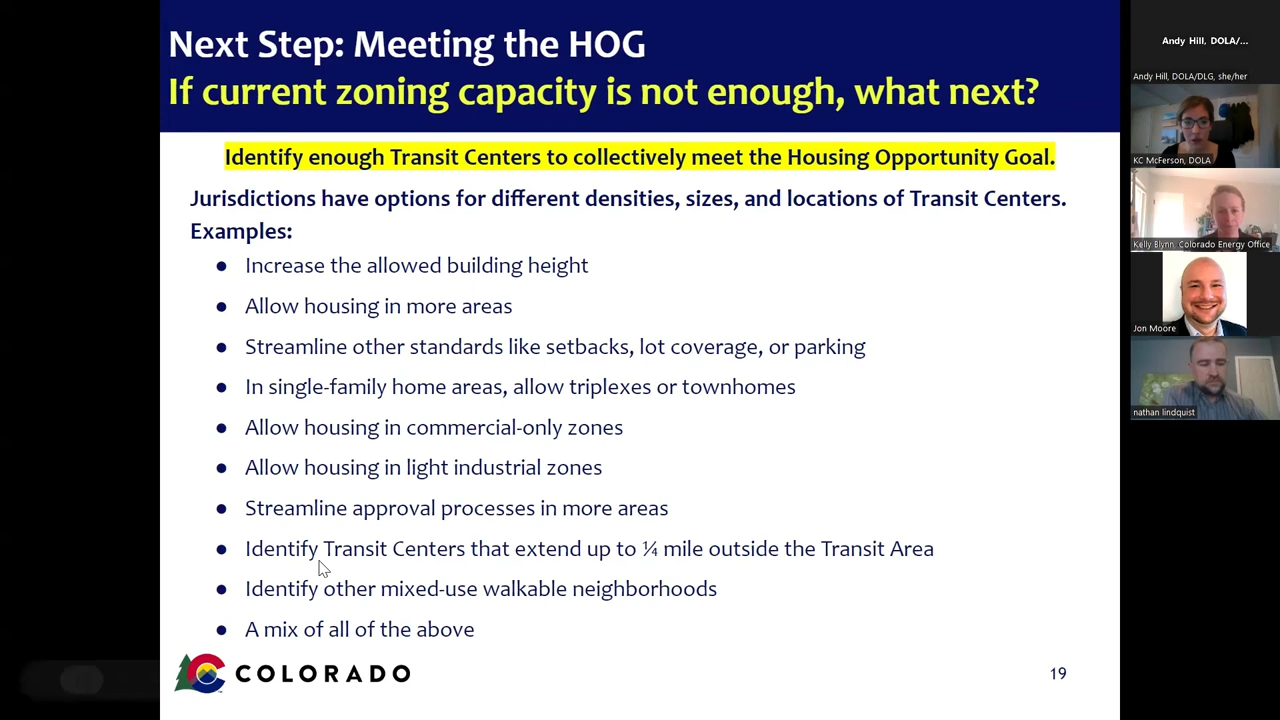 Next Step: Meeting the HOG
If current zoning capacity is not enough, what next?
Identify enough Transit Centers to collectively meet the Housing Opportunity Goal.
Jurisdictions have options for different densities, sizes, and locations of Transit Centers.
Examples:
● Increase the allowed building height
● Allow housing in more areas
● Streamline other standards like setbacks, lot coverage, or parking
● In single-family home areas, allow triplexes or townhomes
● Allow housing in commercial-only zones
● Allow housing in light industrial zones
● Streamline approval processes in more areas
● Identify Transit Centers that extend up to ¼ mile outside the Transit Area
● Identify other mixed-use walkable neighborhoods
● A mix of all of the above
COLORADO
19
Andy Hill, DOLA/...
Andy Hill, DOLA/DLG, she/her
KC McFerson, DOLA
Kelly Blynn, Colorado Energy Office
Jon Moore
nathan lindquist